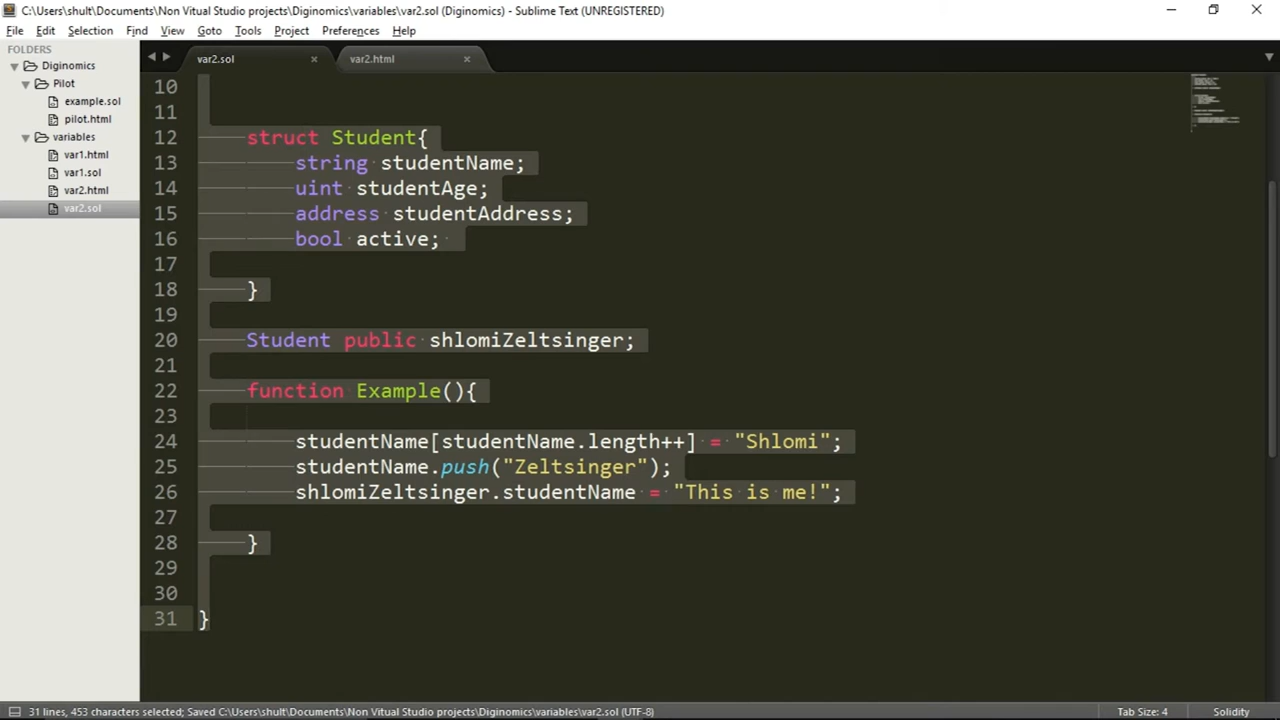 C:\Users\shult\Documents\Non Vitual Studio projects\Diginomics\variables\var2.sol (Diginomics) - Sublime Text (UNREGISTERED)
File Edit Selection Find View Goto Tools Project Preferences Help
FOLDERS
Diginomics
Pilot
example.sol
pilot.html
variables
var1.html
var1.sol
var2.html
var2.sol
var2.sol var2.html
10
11
12 struct Student{
13 string studentName;
14 uint studentAge;
15 address studentAddress;
16 bool active;
17
18 }
19
20 Student public shlomiZeltsinger;
21
22 function Example(){
23
24 studentName[studentName.length++] = "Shlomi";
25 studentName.push("Zeltsinger");
26 shlomiZeltsinger.studentName = "This is me!";
27
28 }
29
30
31 }
31 lines, 453 characters selected; Saved C:\Users\shult\Documents\Non Vitual Studio projects\Diginomics\variables\var2.sol (UTF-8) Tab Size: 4 Solidity